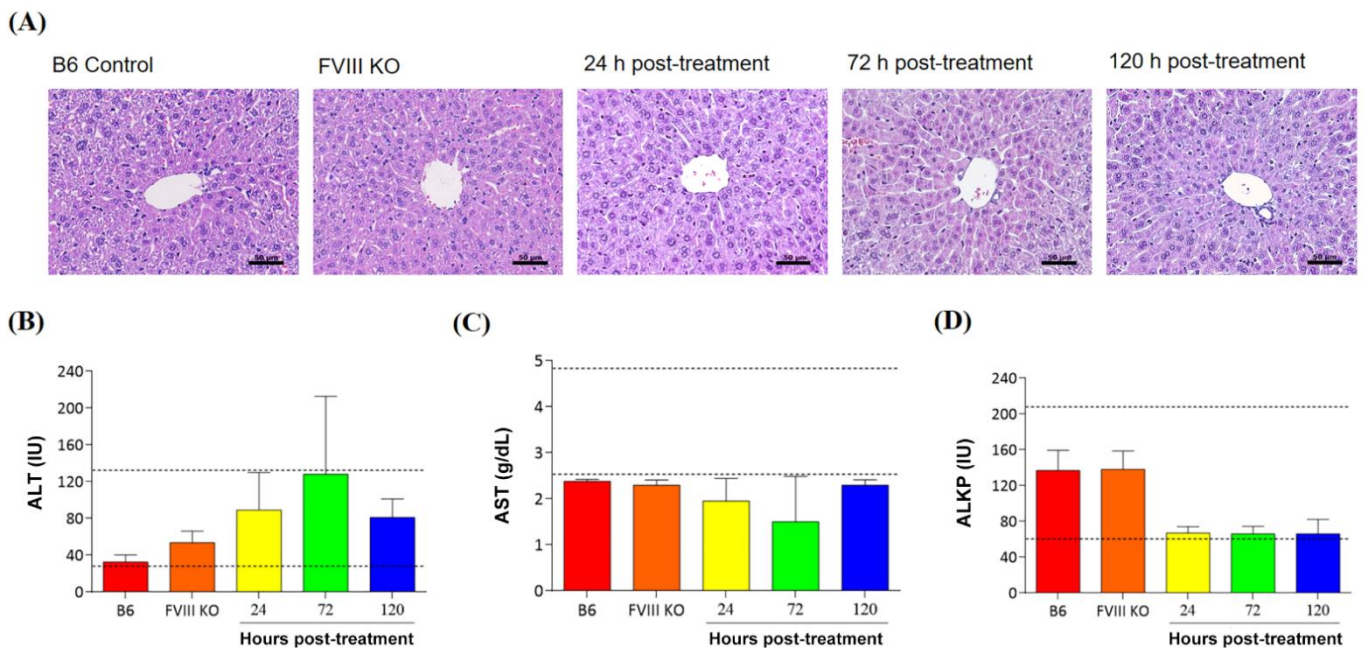 (A)
B6 Control
FVIII KO
24 h post-treatment
72 h post-treatment
120 h post-treatment
50 μm
50 μm
50 μm
50 μm
50 μm
(B)
ALT (IU)
240
200
160
120
80
40
0
B6
FVIII KO
24
72
120
Hours post-treatment
(C)
AST (g/dL)
5
4
3
2
1
0
B6
FVIII KO
24
72
120
Hours post-treatment
(D)
ALKP (IU)
240
200
160
120
80
40
0
B6
FVIII KO
24
72
120
Hours post-treatment